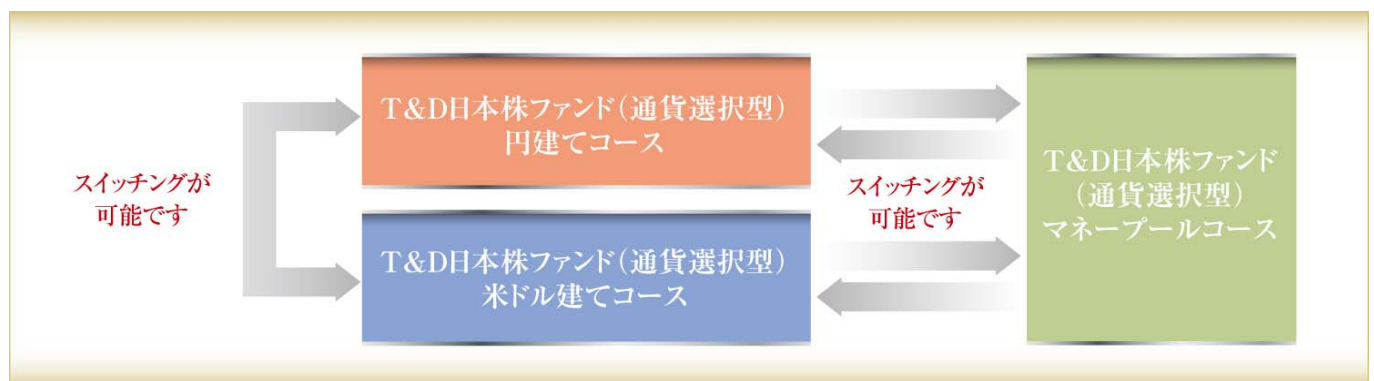 スイッチングが
可能です
T&D日本株ファンド(通貨選択型)
円建てコース
T&D日本株ファンド(通貨選択型)
米ドル建てコース
スイッチングが
可能です
T&D日本株ファンド
(通貨選択型)
マネープールコース